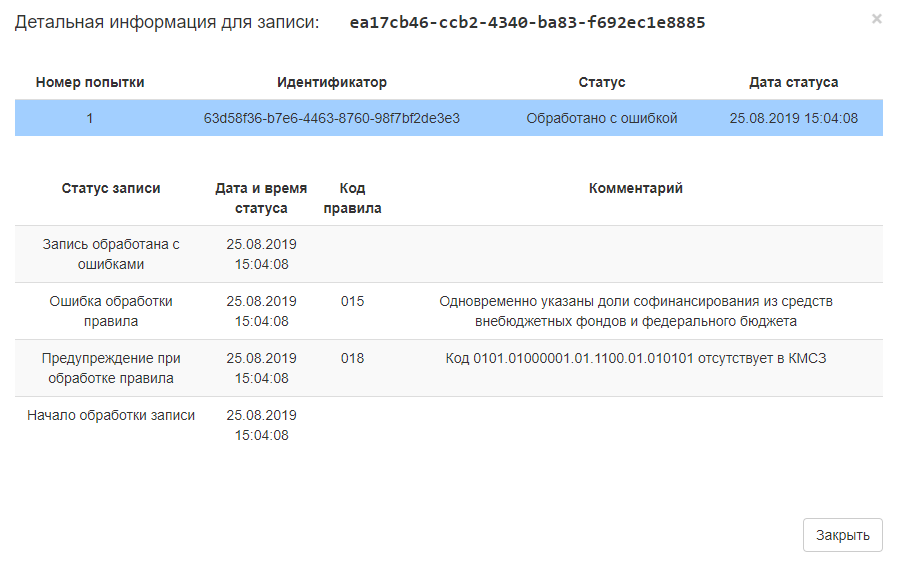 Детальная информация для записи: ea17cb46-ccb2-4340-ba83-f692ec1e8885 ×
Номер попытки Идентификатор Статус Дата статуса
1 63d58f36-b7e6-4463-8760-98f7bf2de3e3 Обработано с ошибкой 25.08.2019 15:04:08
Статус записи Дата и время Код Комментарий
статуса правила
Запись обработана с 25.08.2019
ошибками 15:04:08
Ошибка обработки 25.08.2019 015 Одновременно указаны доли софинансирования из средств
правила 15:04:08 внебюджетных фондов и федерального бюджета
Предупреждение при 25.08.2019 018 Код 0101.01000001.01.1100.01.010101 отсутствует в КМСЗ
обработке правила 15:04:08
Начало обработки записи 25.08.2019
15:04:08
Закрыть